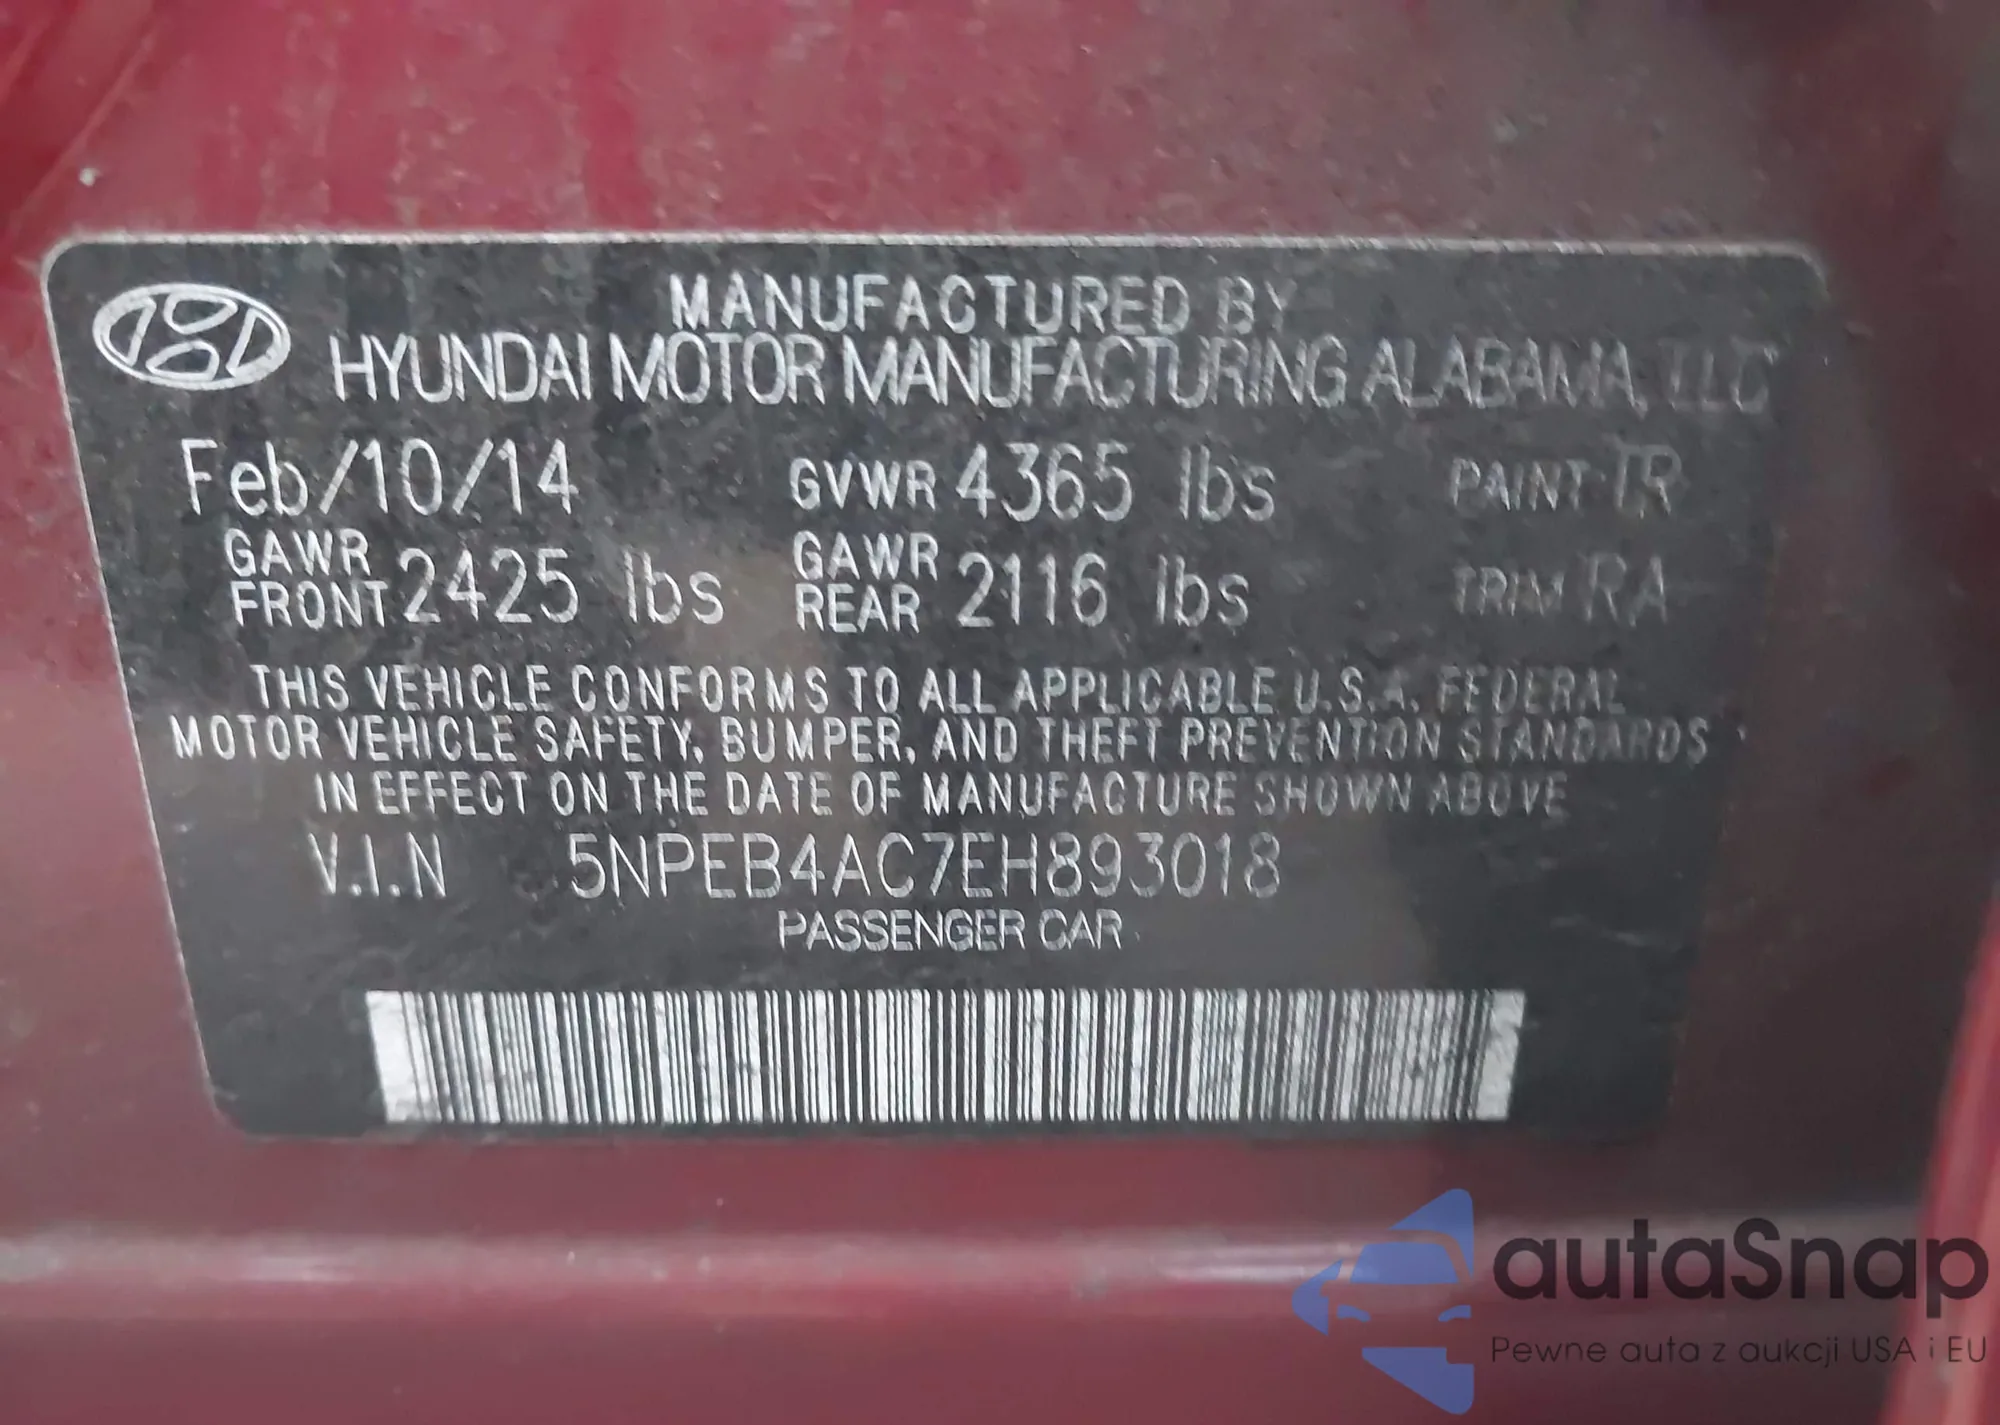 MANUFACTURED BY
HYUNDAI MOTOR MANUFACTURING ALABAMA, LLC
Feb/10/14 GVWR 4365 lbs PAINT TR
GAWR FRONT 2425 lbs GAWR REAR 2116 lbs TRIM RA
THIS VEHICLE CONFORMS TO ALL APPLICABLE U.S.A. FEDERAL
MOTOR VEHICLE SAFETY, BUMPER, AND THEFT PREVENTION STANDARDS
IN EFFECT ON THE DATE OF MANUFACTURE SHOWN ABOVE
V.I.N 5NPEB4AC7EH893018
PASSENGER CAR
autaSnap
Pewne auta z aukcji USA i EU